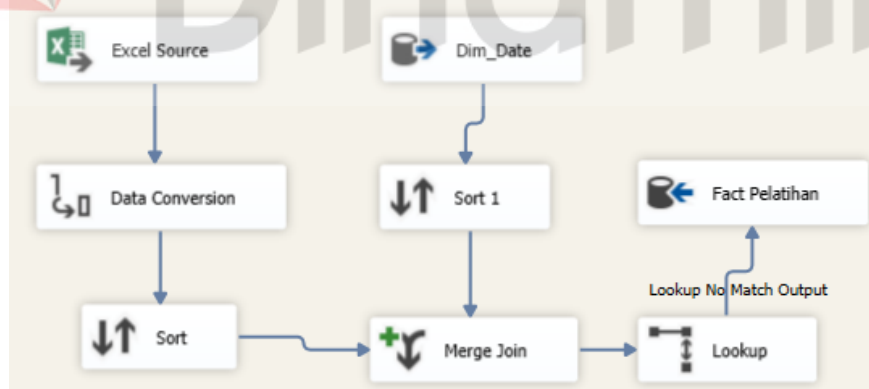 Excel Source
Dim_Date
Data Conversion
Sort 1
Fact Pelatihan
Lookup No Match Output
Sort
Merge Join
Lookup